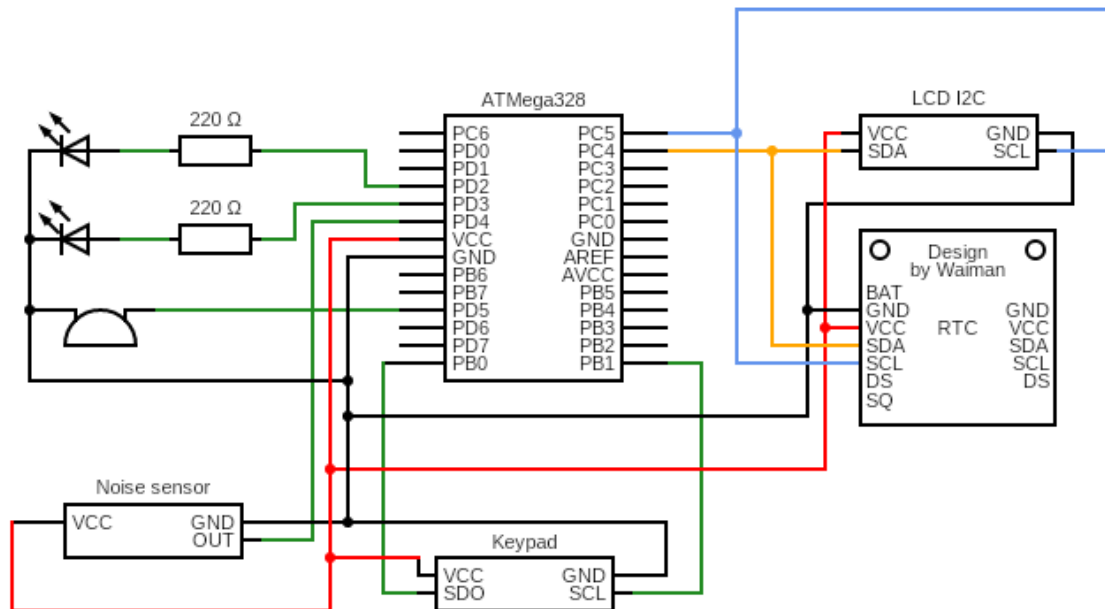 ATMega328
LCD I2C
220 Ω
PC6 PC5
VCC GND
PD0 PC4
SDA SCL
PD1 PC3
PD2 PC2
220 Ω
PD3 PC1
PD4 PC0
VCC GND
GND AREF
PB6 AVCC
PB7 PB5
PD5 PB4
PD6 PB3
PD7 PB2
PB0 PB1
Design
by Waiman
BAT
GND GND
VCC RTC VCC
SDA SDA
SCL SCL
DS DS
SQ
Noise sensor
VCC GND
OUT
Keypad
VCC GND
SDO SCL